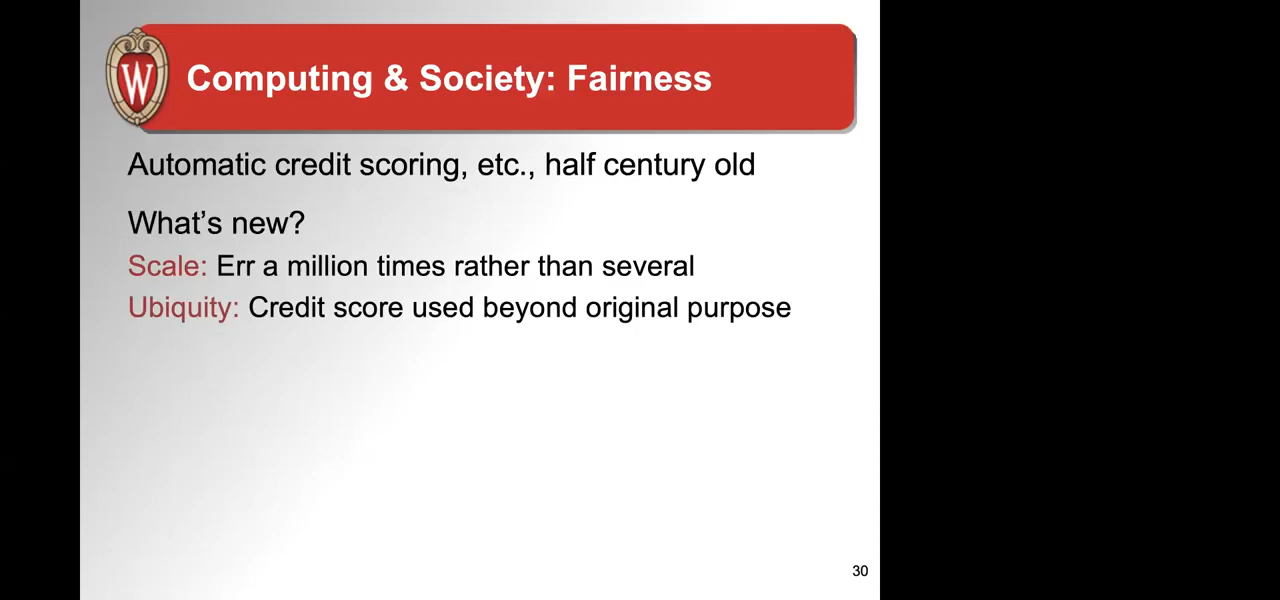 W
Computing & Society: Fairness
Automatic credit scoring, etc., half century old
What’s new?
Scale: Err a million times rather than several
Ubiquity: Credit score used beyond original purpose
30